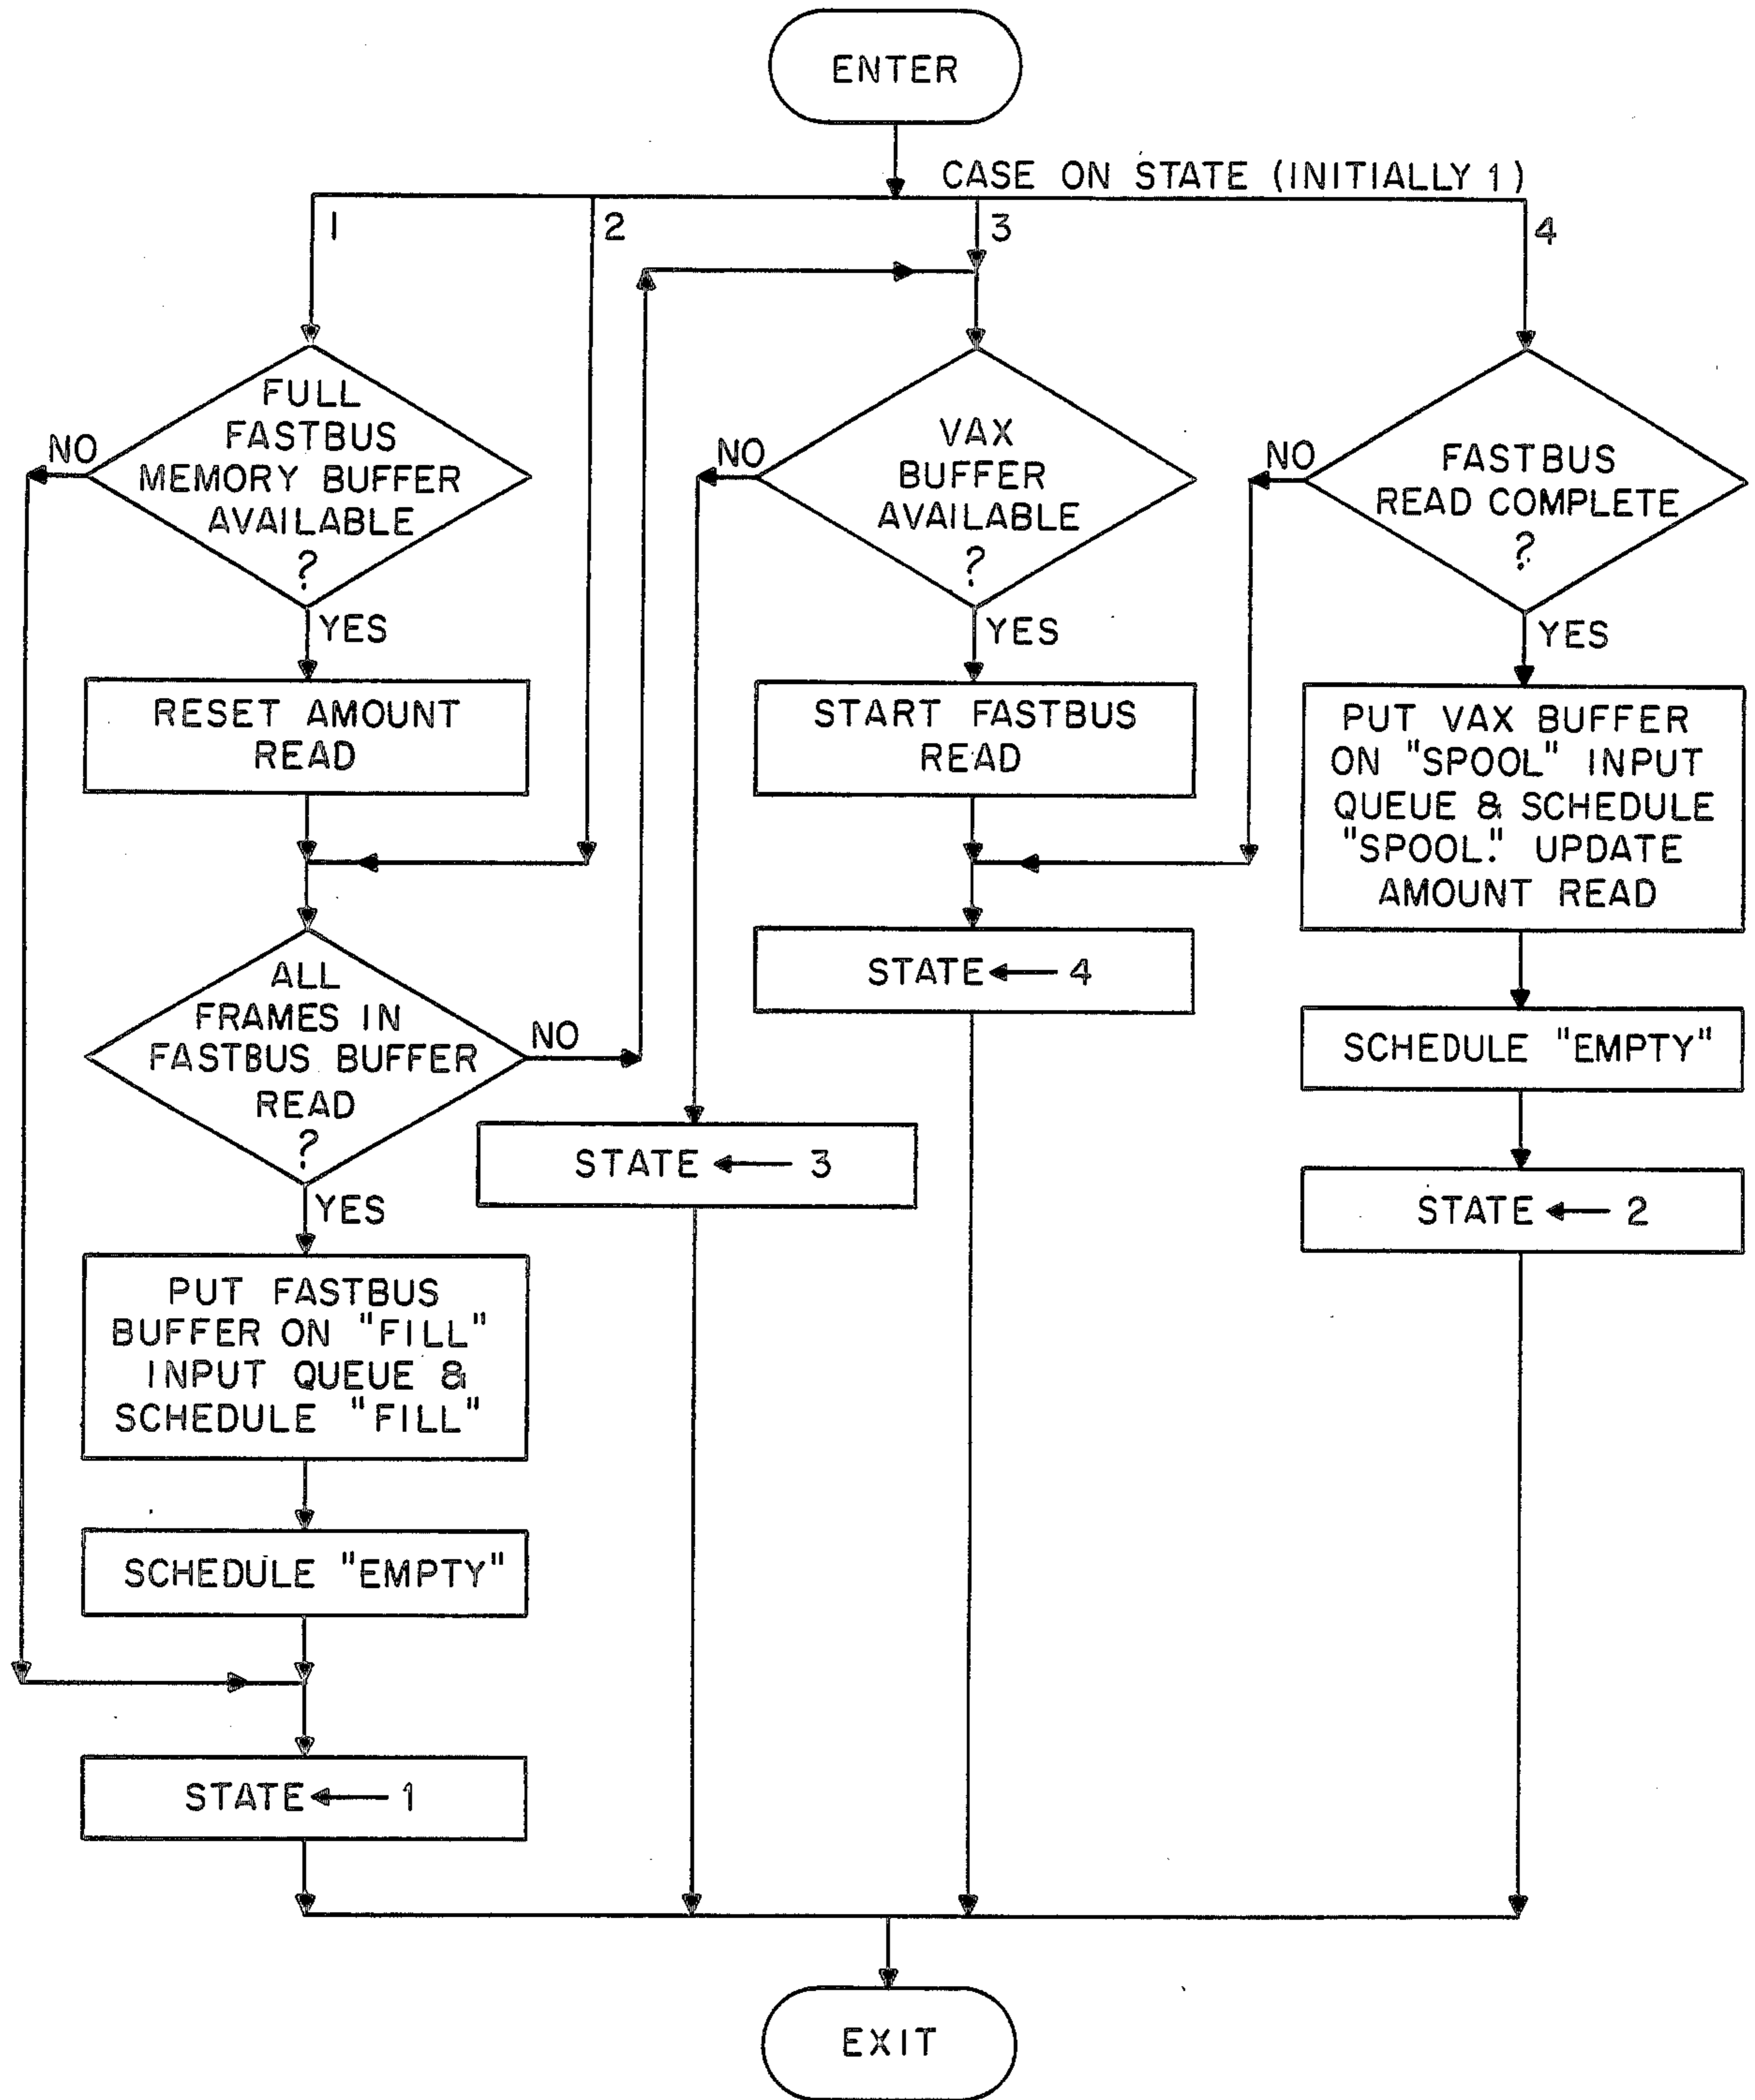 ENTER
CASE ON STATE (INITIALLY 1)
1
2
3
4
FULL
FASTBUS
MEMORY BUFFER
AVAILABLE
?
NO
YES
RESET AMOUNT
READ
ALL
FRAMES IN
FASTBUS BUFFER
READ
?
NO
YES
PUT FASTBUS
BUFFER ON "FILL"
INPUT QUEUE &
SCHEDULE "FILL"
SCHEDULE "EMPTY"
STATE ← 1
VAX
BUFFER
AVAILABLE
?
NO
YES
START FASTBUS
READ
STATE ← 4
STATE ← 3
FASTBUS
READ COMPLETE
?
NO
YES
PUT VAX BUFFER
ON "SPOOL" INPUT
QUEUE & SCHEDULE
"SPOOL." UPDATE
AMOUNT READ
SCHEDULE "EMPTY"
STATE ← 2
EXIT